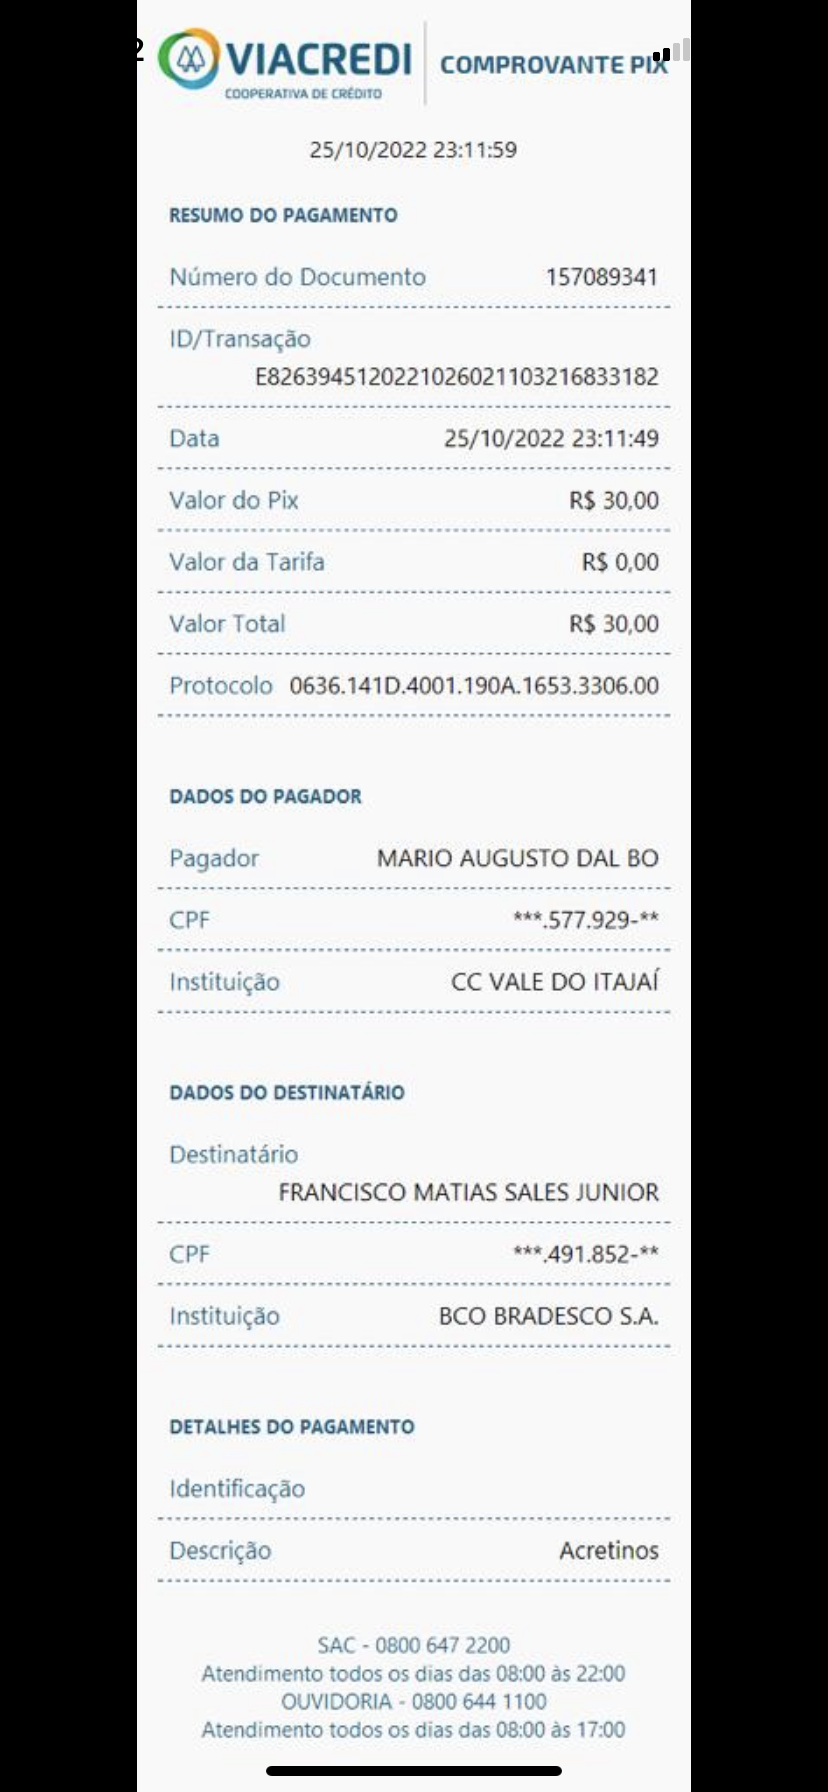 2
VIACREDI
COOPERATIVA DE CRÉDITO
COMPROVANTE PIX
25/10/2022 23:11:59
RESUMO DO PAGAMENTO
Número do Documento 157089341
ID/Transação
E8263945120221026021103216833182
Data 25/10/2022 23:11:49
Valor do Pix R$ 30,00
Valor da Tarifa R$ 0,00
Valor Total R$ 30,00
Protocolo 0636.141D.4001.190A.1653.3306.00
DADOS DO PAGADOR
Pagador MARIO AUGUSTO DAL BO
CPF ***.577.929-**
Instituição CC VALE DO ITAJAÍ
DADOS DO DESTINATÁRIO
Destinatário
FRANCISCO MATIAS SALES JUNIOR
CPF ***.491.852-**
Instituição BCO BRADESCO S.A.
DETALHES DO PAGAMENTO
Identificação
Descrição Acretinos
SAC - 0800 647 2200
Atendimento todos os dias das 08:00 às 22:00
OUVIDORIA - 0800 644 1100
Atendimento todos os dias das 08:00 às 17:00